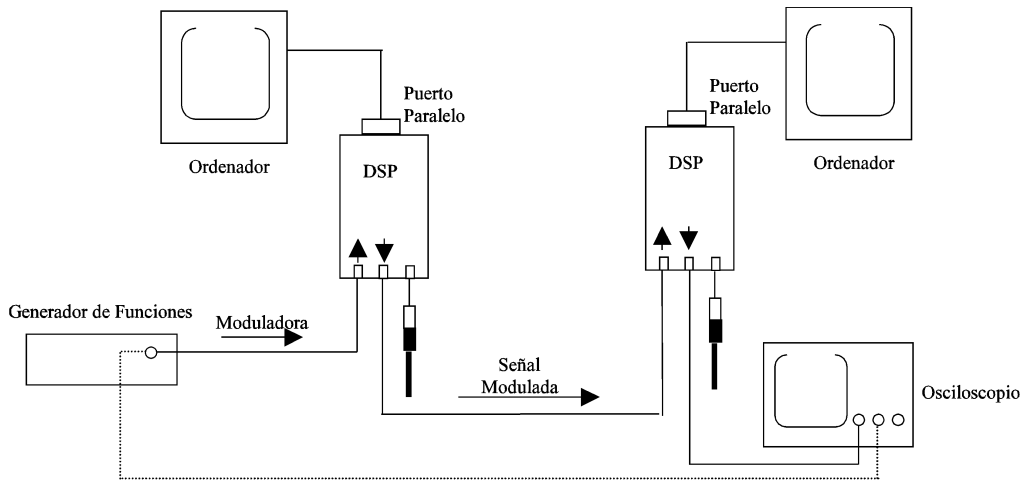 Puerto
Paralelo
Ordenador
DSP
Puerto
Paralelo
Ordenador
DSP
Generador de Funciones
Moduladora
Señal
Modulada
Osciloscopio